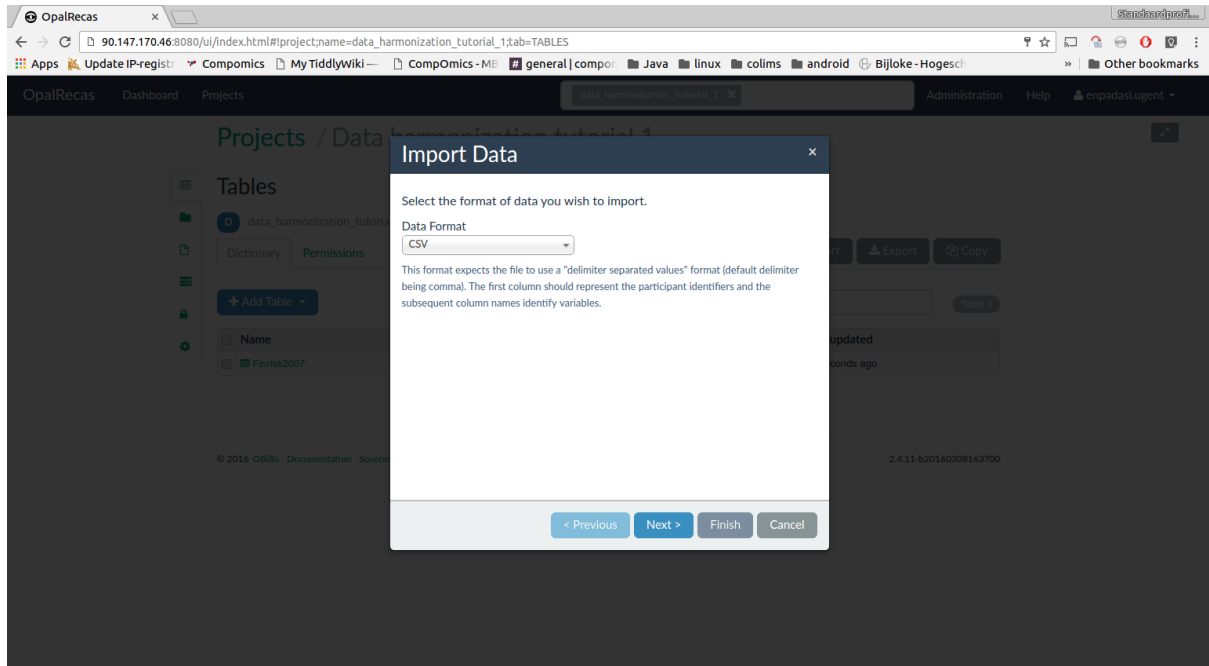 OpalRecas
Standaardprofi...
90.147.170.46:8080/ui/index.html#!project;name=data_harmonization_tutorial_1;tab=TABLES
Apps Update IP-registr Compomics My TiddlyWiki — CompOmics - MB general | compon Java linux colims android Bijloke - Hogesch » Other bookmarks
OpalRecas Dashboard Projects data_harmonization_tutorial_1 Administration Help enpadasi.ugent
Projects / Data harmonization tutorial 1
Import Data ×
Tables
Select the format of data you wish to import.
D data_harmonization_tutoria
Data Format
CSV
Dictionary Permissions
rt Export Copy
This format expects the file to use a "delimiter separated values" format (default delimiter
being comma). The first column should represent the participant identifiers and the
subsequent column names identify variables.
+ Add Table
Total 1
Name
updated
Finrisk2007
conds ago
© 2016 OBiBa Documentation Sources
2.4.11-b20160308163700
< Previous Next > Finish Cancel